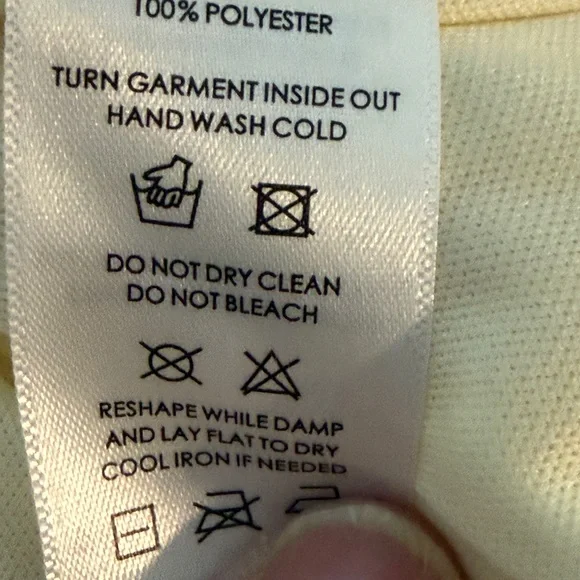 100% POLYESTER
TURN GARMENT INSIDE OUT
HAND WASH COLD
DO NOT DRY CLEAN
DO NOT BLEACH
RESHAPE WHILE DAMP
AND LAY FLAT TO DRY
COOL IRON IF NEEDED